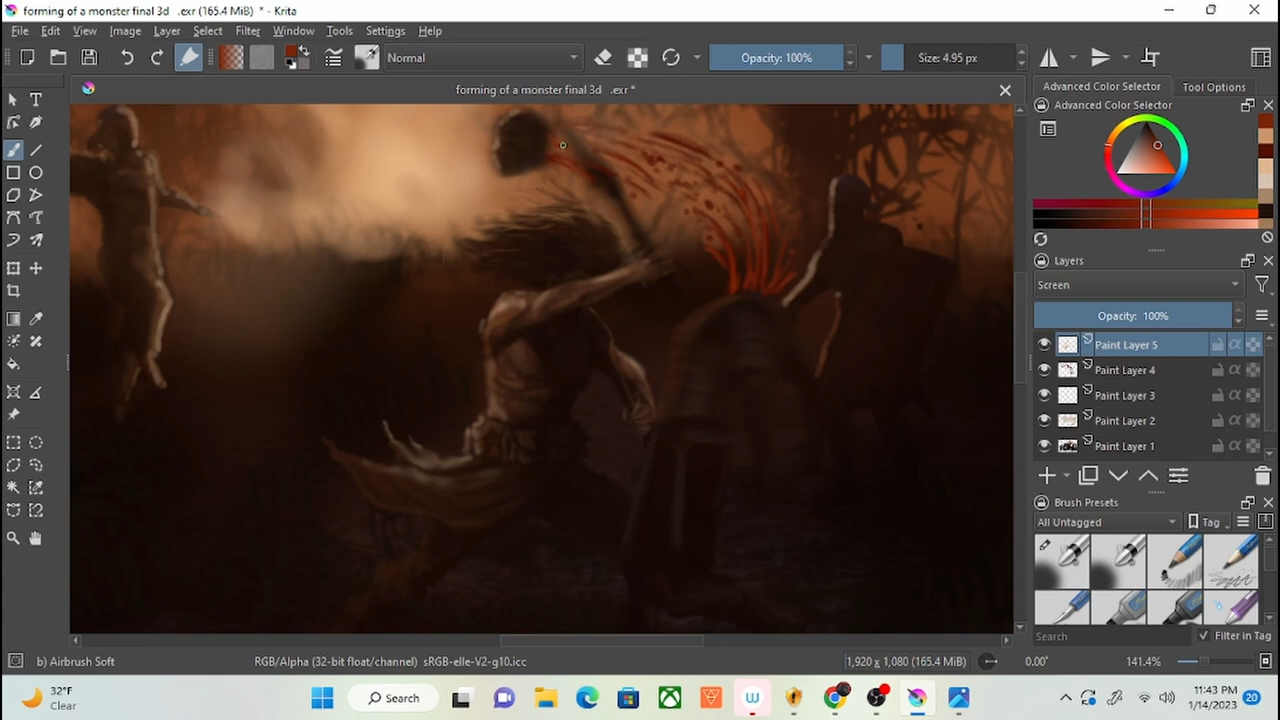 forming of a monster final 3d .exr (165.4 MiB) * - Krita
File Edit View Image Layer Select Filter Window Tools Settings Help
Normal Opacity: 100% Size: 4.95 px
forming of a monster final 3d .exr *
Advanced Color Selector Tool Options
Advanced Color Selector
Layers
Screen
Opacity: 100%
Paint Layer 5
Paint Layer 4
Paint Layer 3
Paint Layer 2
Paint Layer 1
Brush Presets
All Untagged Tag
Search Filter in Tag
b) Airbrush Soft RGB/Alpha (32-bit float/channel) sRGB-elle-V2-g10.icc 1,920 x 1,080 (165.4 MiB) 0.00° 141.4%
32°F
Clear
Search
11:43 PM
1/14/2023
20